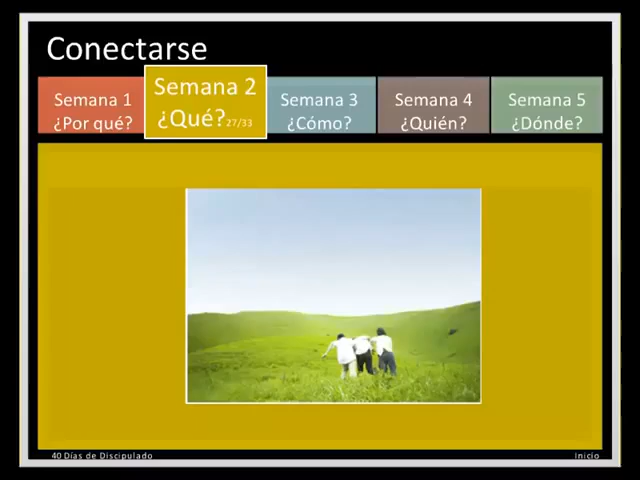 Conectarse
Semana 1
¿Por qué?
Semana 2
¿Qué? 27/33
Semana 3
¿Cómo?
Semana 4
¿Quién?
Semana 5
¿Dónde?
40 Días de Discipulado
Inicio